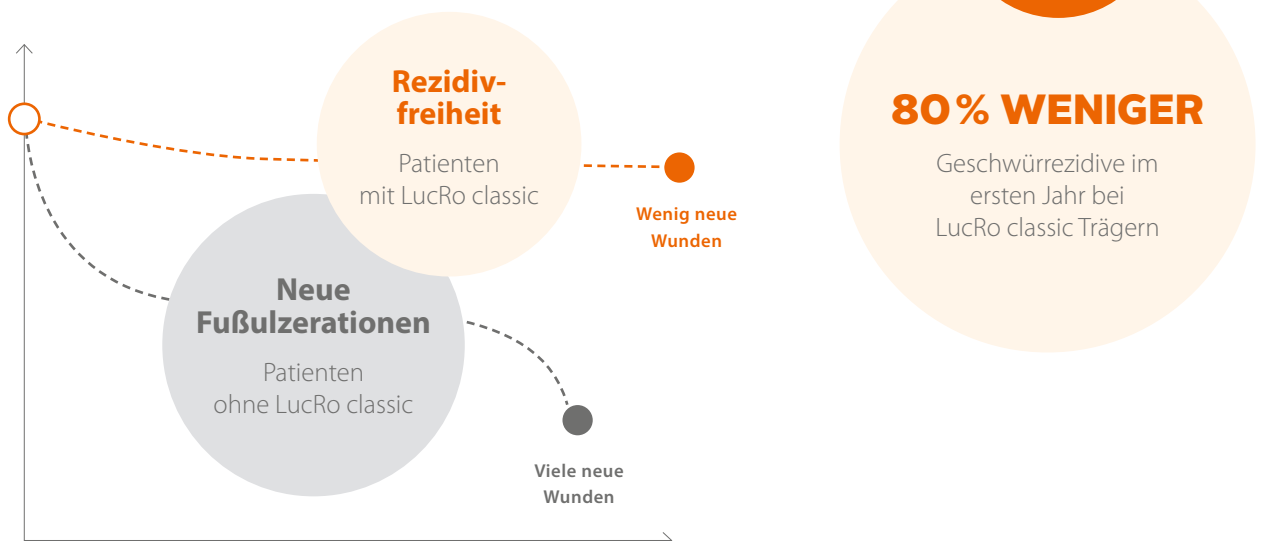 Rezidiv-
freiheit
Patienten
mit LucRo classic
Wenig neue
Wunden
Neue
Fußulzerationen
Patienten
ohne LucRo classic
Viele neue
Wunden
80 % WENIGER
Geschwürrezidive im
ersten Jahr bei
LucRo classic Trägern